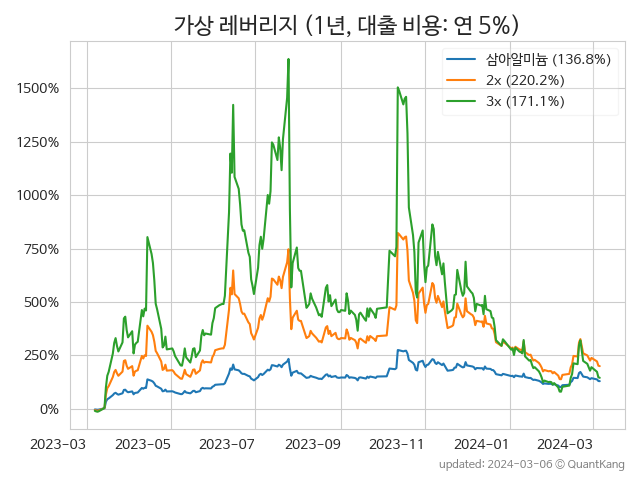 가상 레버리지 (1년, 대출 비용: 연 5%)
삼아알미늄 (136.8%)
2x (220.2%)
3x (171.1%)
1500%
1250%
1000%
750%
500%
250%
0%
2023-03 2023-05 2023-07 2023-09 2023-11 2024-01 2024-03
updated: 2024-03-06 © QuantKang